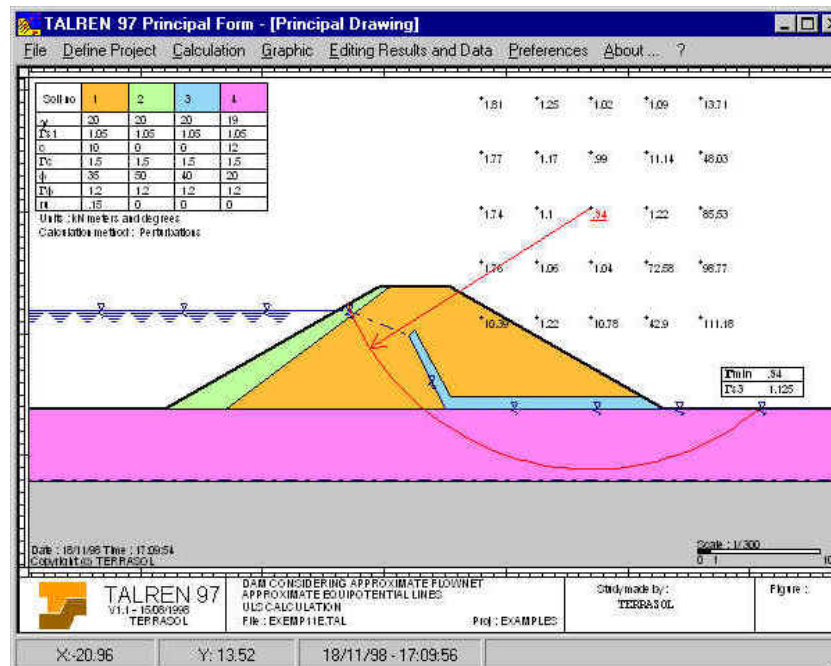 TALREN 97 Principal Form - [Principal Drawing]
File Define Project Calculation Graphic Editing Results and Data Preferences About ... ?
Soil no 1 2 3 4
γ 20 20 20 19
Γs1 1.05 1.05 1.05 1.05
c 10 0 0 12
Γc 1.5 1.5 1.5 1.5
ϕ 35 50 40 20
Γϕ 1.2 1.2 1.2 1.2
ru .15 0 0 0
Units : kN meters and degrees
Calculation method : Perturbations
1.81 1.25 1.02 1.09 13.71
1.77 1.17 .99 11.14 48.03
1.74 1.1 .94 1.22 85.53
1.76 1.06 1.04 72.58 98.77
10.39 1.22 10.78 42.9 111.18
Γmin .94
Γs3 1.125
Date : 18/11/98 Time : 17:09:54
Copyright (c) TERRASOL
Scale : 1/300
0 1 10
TALREN 97
V1.1 - 15/08/1998
TERRASOL
DAM CONSIDERING APPROXIMATE FLOWNET
APPROXIMATE EQUIPOTENTIAL LINES
ULS CALCULATION
File : EXEMP11E.TAL Proj : EXAMPLES
Study made by :
TERRASOL
Figure :
X:-20.96 Y: 13.52 18/11/98 - 17:09:56